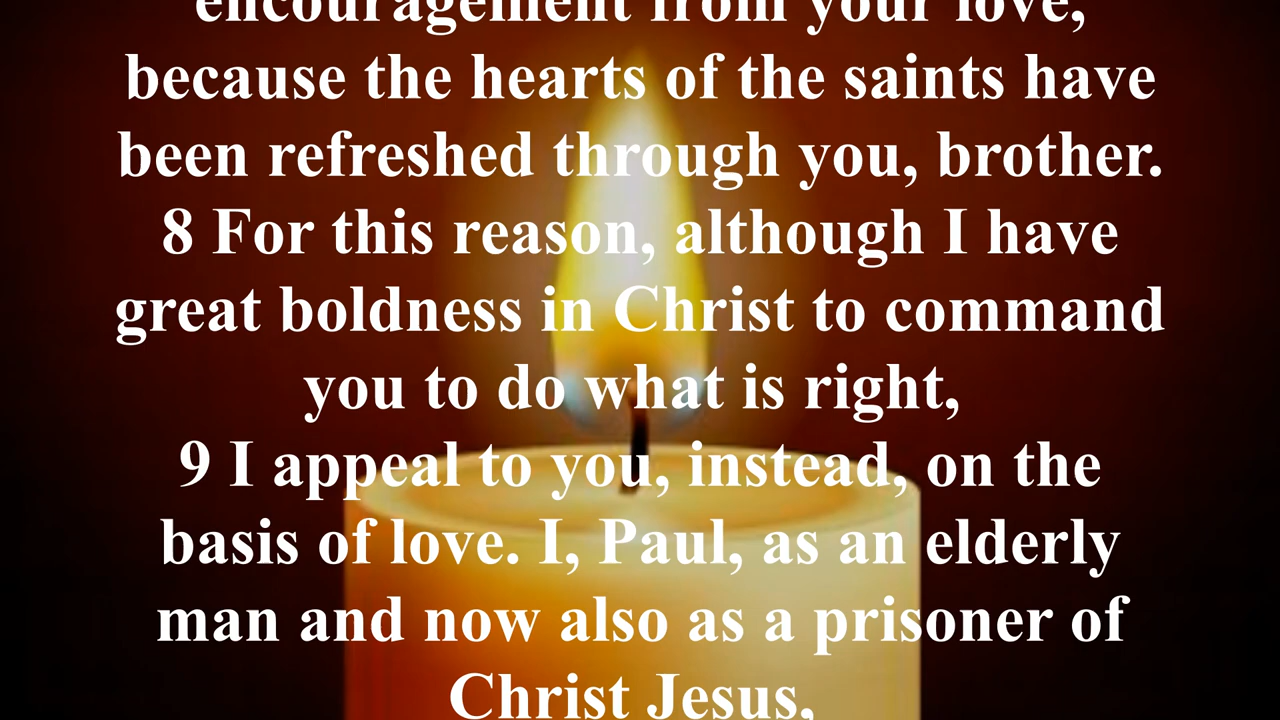 encouragement from your love,
because the hearts of the saints have
been refreshed through you, brother.
8 For this reason, although I have
great boldness in Christ to command
you to do what is right,
9 I appeal to you, instead, on the
basis of love. I, Paul, as an elderly
man and now also as a prisoner of
Christ Jesus,